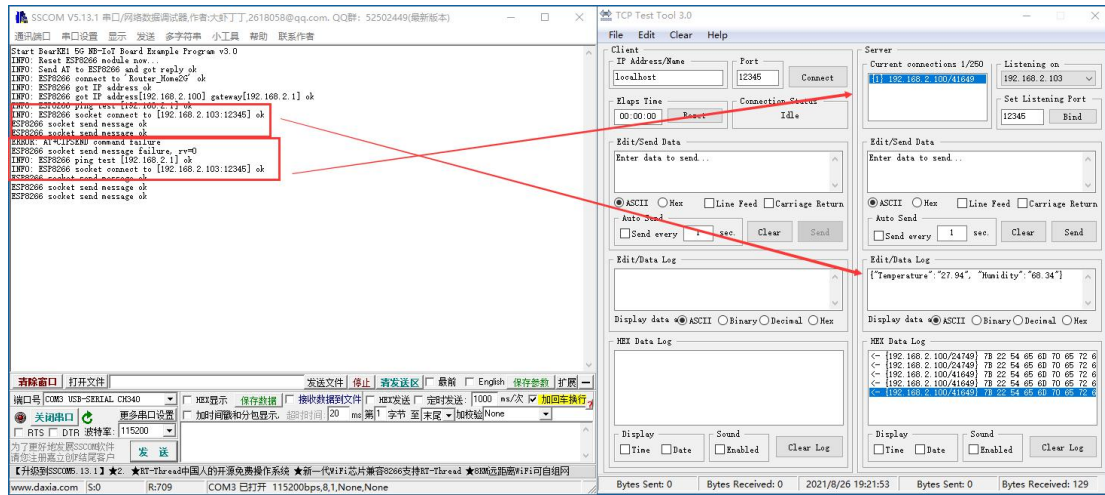 SSCOM V5.13.1 串口/网络数据调试器,作者:大虾丁丁,2618058@qq.com. QQ群: 52502449(最新版本)
通讯端口 串口设置 显示 发送 多字符串 小工具 帮助 联系作者
Start BearKE1 5G NB-IoT Board Example Program v3.0
INFO: Reset ESP8266 module now...
INFO: Send AT to ESP8266 and got reply ok
INFO: ESP8266 connect to 'Router_Home2G' ok
INFO: ESP8266 got IP address ok
INFO: ESP8266 got IP address[192.168.2.100] gateway[192.168.2.1] ok
INFO: ESP8266 ping test [192.168.2.1] ok
INFO: ESP8266 socket connect to [192.168.2.103:12345] ok
ESP8266 socket send message ok
ESP8266 socket send message ok
ERROR: AT+CIPSEND command failure
ESP8266 socket send message failure, rv=0
INFO: ESP8266 ping test [192.168.2.1] ok
INFO: ESP8266 socket connect to [192.168.2.103:12345] ok
ESP8266 socket send message ok
ESP8266 socket send message ok
ESP8266 socket send message ok
清除窗口 打开文件 发送文件 停止 清发送区 最前 English 保存参数 扩展
端口号 COM3 USB-SERIAL CH340 HEX显示 保存数据 接收数据到文件 HEX发送 定时发送: 1000 ms/次 加回车换行
关闭串口 更多串口设置 加时间戳和分包显示, 超时时间: 20 ms 第1 字节 至 末尾 加校验 None
RTS DTR 波特率: 115200
为了更好地发展SSCOM软件
请您注册嘉立创F结尾客户
发 送
【升级到SSCOM5.13.1】★2. ★RT-Thread中国人的开源免费操作系统 ★新一代WiFi芯片兼容8266支持RT-Thread ★8KM远距离WiFi可自组网
www.daxia.com S:0 R:709 COM3 已打开 115200bps,8,1,None,None
TCP Test Tool 3.0
File Edit Clear Help
Client
IP Address/Name
localhost
Port
12345
Connect
Elaps Time
00:00:00 Reset
Connection Status
Idle
Edit/Send Data
Enter data to send...
ASCII Hex Line Feed Carriage Return
Auto Send
Send every 1 sec. Clear Send
Edit/Data Log
Display data a ASCII Binary Decimal Hex
HEX Data Log
Display
Time Date
Sound
Enabled
Clear Log
Server
Current connections 1/250
{1} 192.168.2.100/41649
Listening on
192.168.2.103
Set Listening Port
12345 Bind
Edit/Send Data
Enter data to send...
ASCII Hex Line Feed Carriage Return
Auto Send
Send every 1 sec. Clear Send
Edit/Data Log
{"Temperature":"27.94", "Humidity":"68.34"}
Display data a ASCII Binary Decimal Hex
HEX Data Log
<- {192.168.2.100/24749} 7B 22 54 65 6D 70 65 72 6
<- {192.168.2.100/24749} 7B 22 54 65 6D 70 65 72 6
<- {192.168.2.100/41649} 7B 22 54 65 6D 70 65 72 6
<- {192.168.2.100/41649} 7B 22 54 65 6D 70 65 72 6
<- {192.168.2.100/41649} 7B 22 54 65 6D 70 65 72 6
Display
Time Date
Sound
Enabled
Clear Log
Bytes Sent: 0 Bytes Received: 0 2021/8/26 19:21:53 Bytes Sent: 0 Bytes Received: 129